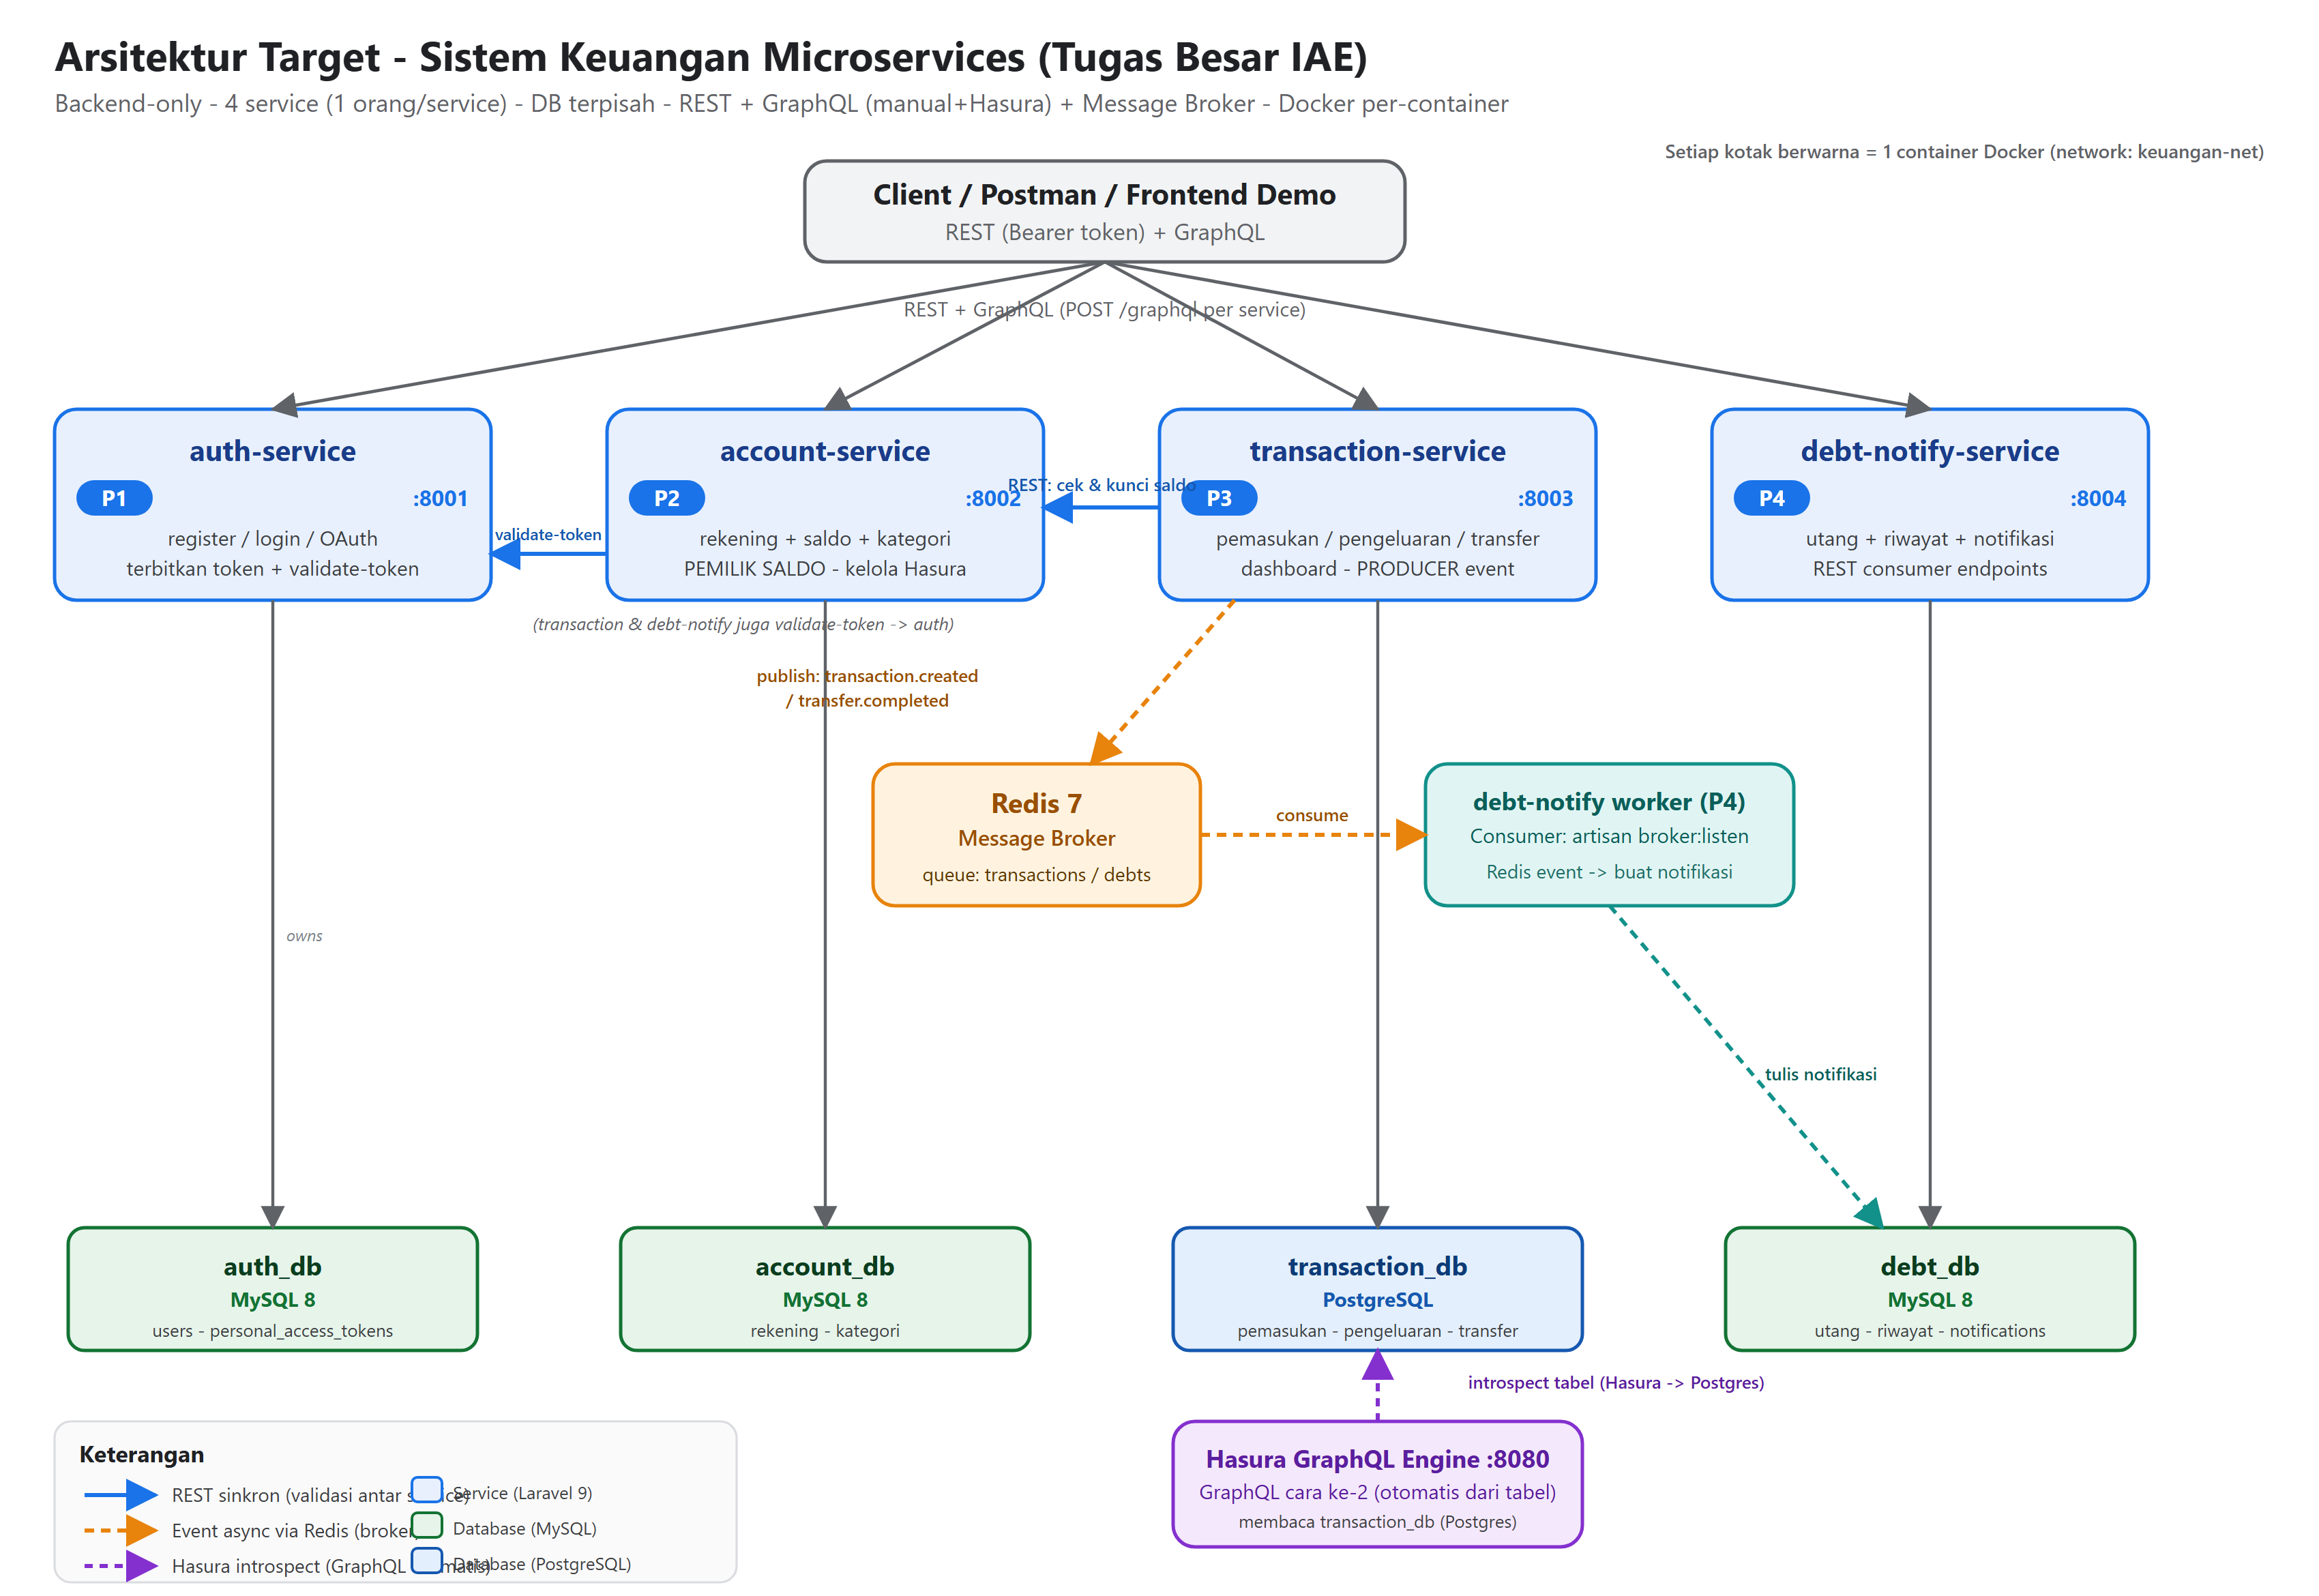 Arsitektur Target - Sistem Keuangan Microservices (Tugas Besar IAE)
Backend-only - 4 service (1 orang/service) - DB terpisah - REST + GraphQL (manual+Hasura) + Message Broker - Docker per-container
Setiap kotak berwarna = 1 container Docker (network: keuangan-net)
Client / Postman / Frontend Demo
REST (Bearer token) + GraphQL
REST + GraphQL (POST /graphql per service)
auth-service
P1
:8001
register / login / OAuth
terbitkan token + validate-token
validate-token
account-service
P2
:8002
rekening + saldo + kategori
PEMILIK SALDO - kelola Hasura
REST: cek & kunci saldo
transaction-service
P3
:8003
pemasukan / pengeluaran / transfer
dashboard - PRODUCER event
debt-notify-service
P4
:8004
utang + riwayat + notifikasi
REST consumer endpoints
(transaction & debt-notify juga validate-token -> auth)
publish: transaction.created
/ transfer.completed
Redis 7
Message Broker
queue: transactions / debts
consume
debt-notify worker (P4)
Consumer: artisan broker:listen
Redis event -> buat notifikasi
owns
tulis notifikasi
auth_db
MySQL 8
users - personal_access_tokens
account_db
MySQL 8
rekening - kategori
transaction_db
PostgreSQL
pemasukan - pengeluaran - transfer
debt_db
MySQL 8
utang - riwayat - notifications
introspect tabel (Hasura -> Postgres)
Hasura GraphQL Engine :8080
GraphQL cara ke-2 (otomatis dari tabel)
membaca transaction_db (Postgres)
Keterangan
REST sinkron (validasi antar service)
Service (Laravel 9)
Event async via Redis (broker)
Database (MySQL)
Hasura introspect (GraphQL otomatis)
Database (PostgreSQL)